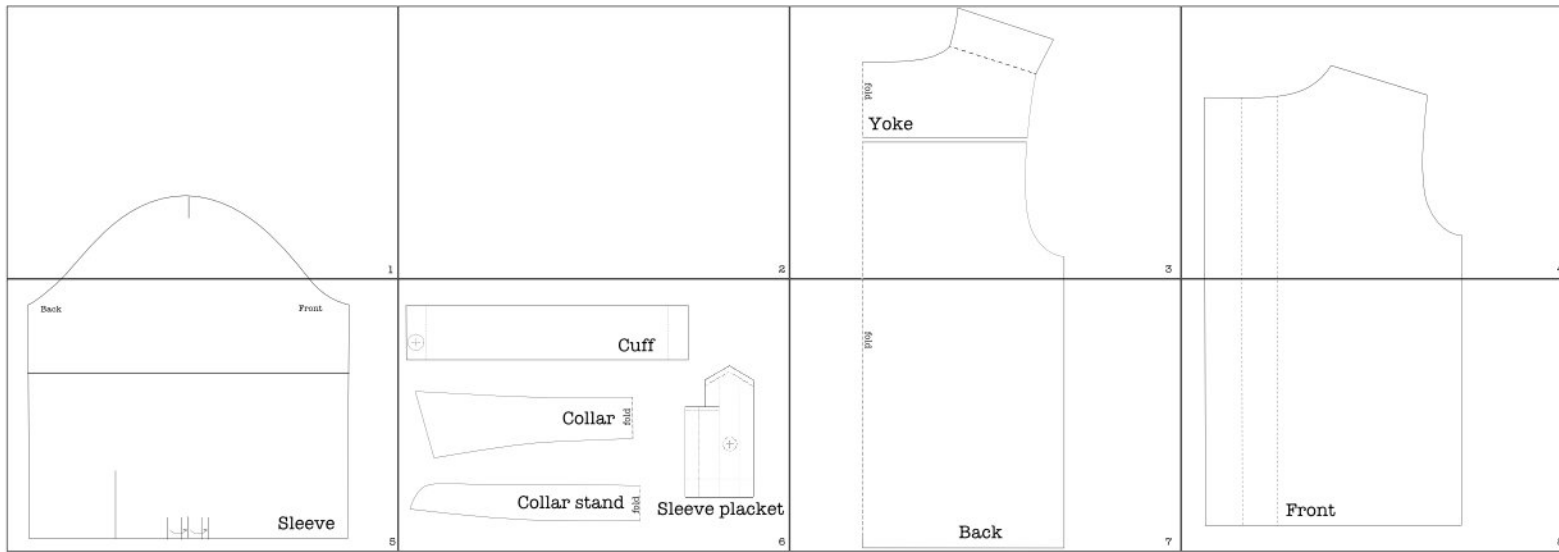 1
2
fold
Yoke
3
4
Back
Front
Sleeve
5
Cuff
Collar
fold
Collar stand
fold
Sleeve placket
6
fold
Back
7
Front